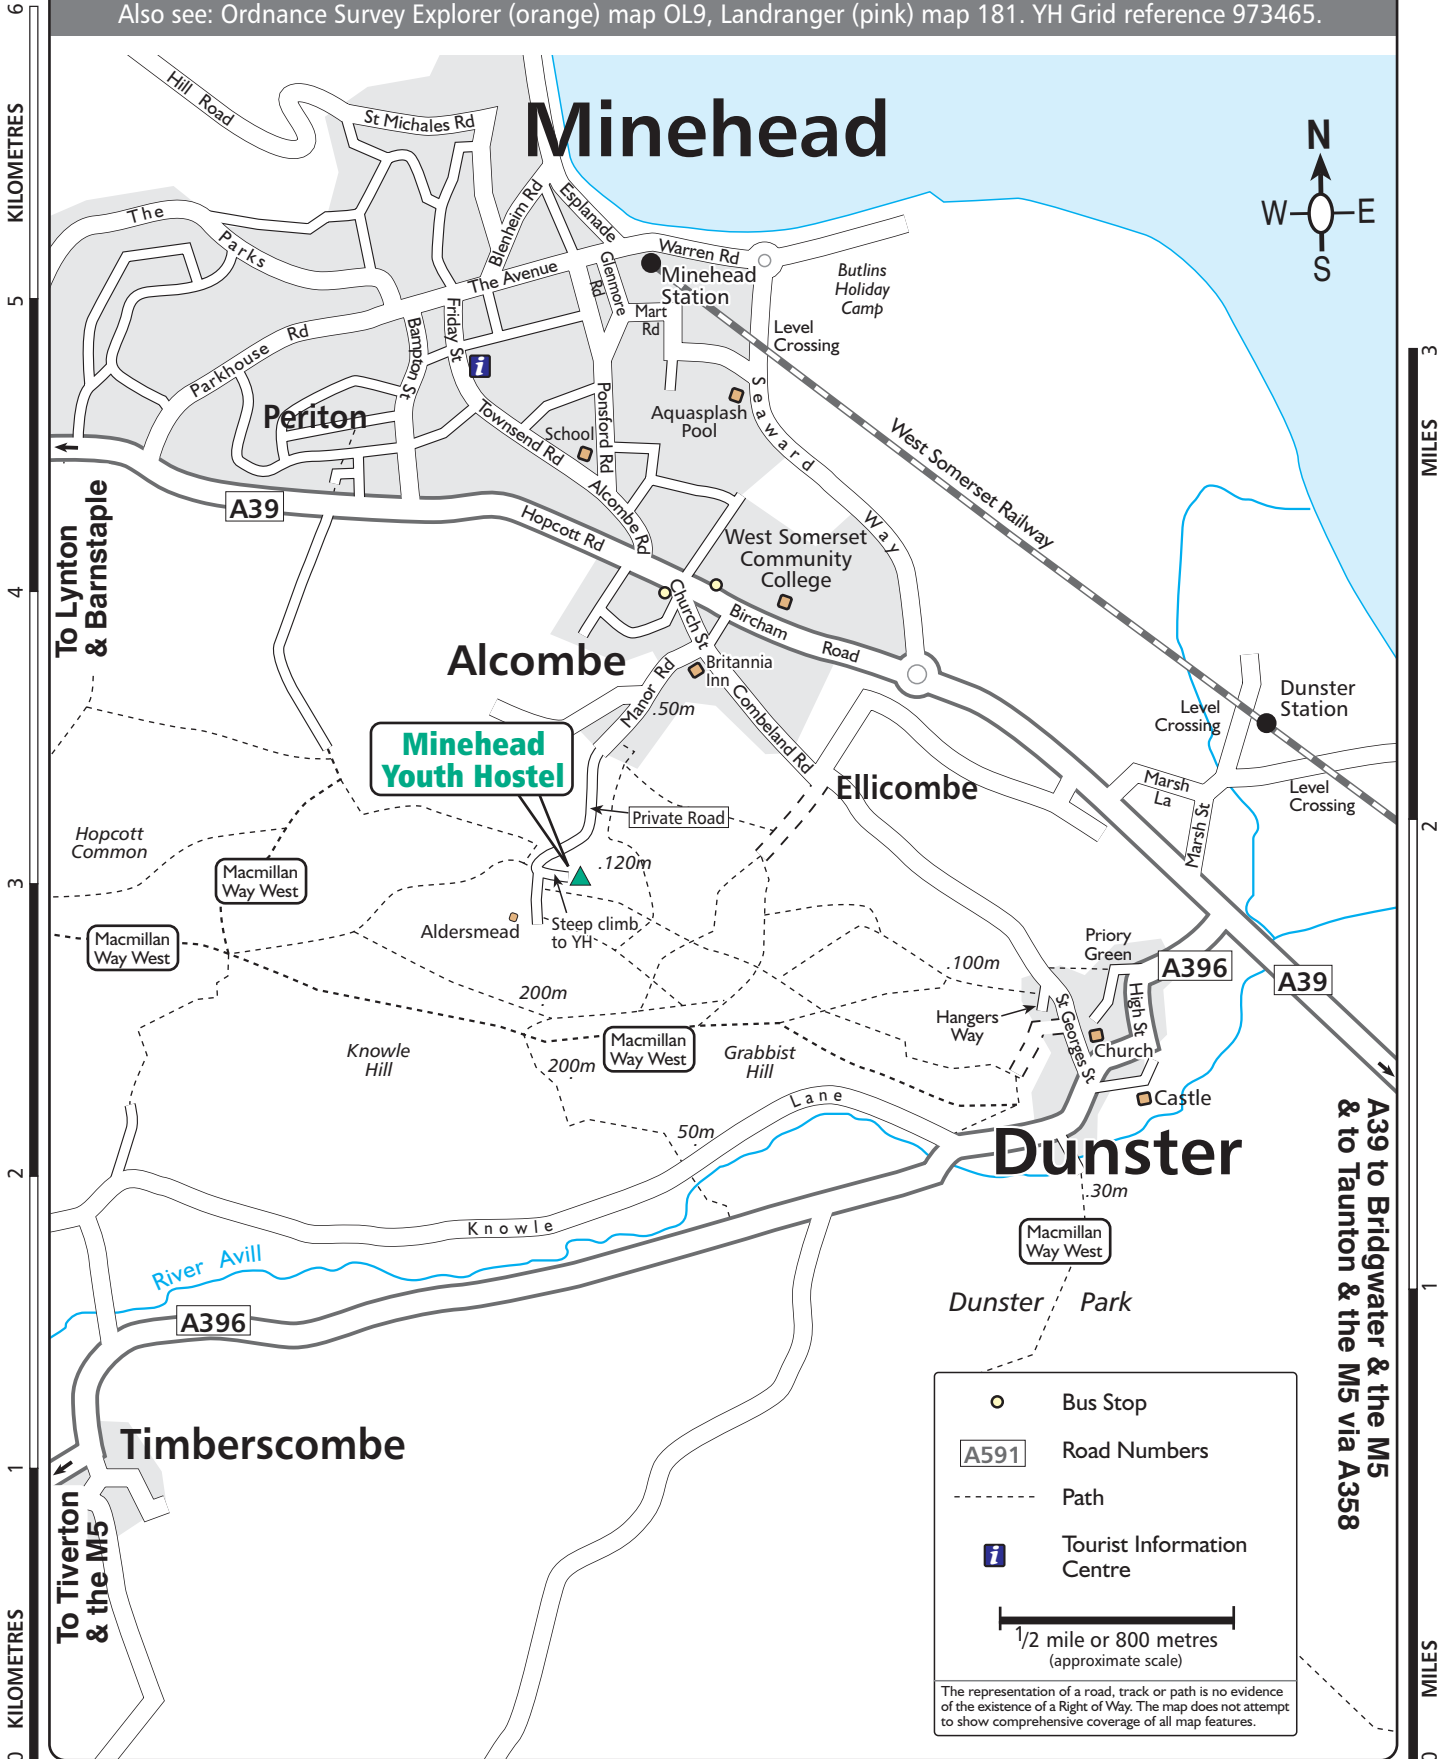 Also see: Ordnance Survey Explorer (orange) map OL9, Landranger (pink) map 181. YH Grid reference 973465.
6
KILOMETRES
5
4
3
2
1
KILOMETRES
0
3
MILES
2
1
MILES
0
Hill Road
St Michales Rd
Minehead
N
W
E
S
The
Parks
Blenheim Rd
Esplanade
Warren Rd
The Avenue
Glenmore
Rd
Minehead
Station
Butlins
Holiday
Camp
Mart
Rd
Level
Crossing
Friday St
Bampton St
Parkhouse Rd
Periton
i
Townsend Rd
School
Ponsford Rd
Aquasplash
Pool
Seaward Way
West Somerset Railway
A39
To Lynton
& Barnstaple
Alcombe Rd
Hopcott Rd
West Somerset
Community
College
Church St
Bircham Road
Alcombe
Britannia
Inn
Manor Rd
.50m
Combeland Rd
Dunster
Station
Level
Crossing
Minehead
Youth Hostel
Ellicombe
Marsh
La
Level
Crossing
Marsh St
Private Road
Hopcott
Common
.120m
Macmillan
Way West
Macmillan
Way West
Aldersmead
Steep climb
to YH
Priory
Green
A396
A39
.100m
200m
High St
Hangers
Way
St Georges St
Church
Macmillan
Way West
Knowle
Hill
200m
Grabbist
Hill
Castle
Lane
50m
Dunster
.30m
Knowle
Macmillan
Way West
River Avill
A396
Dunster Park
A39 to Bridgwater & the M5
& to Taunton & the M5 via A358
Timberscombe
To Tiverton
& the M5
Bus Stop
A591
Road Numbers
Path
i
Tourist Information
Centre
1/2 mile or 800 metres
(approximate scale)
The representation of a road, track or path is no evidence
of the existence of a Right of Way. The map does not attempt
to show comprehensive coverage of all map features.